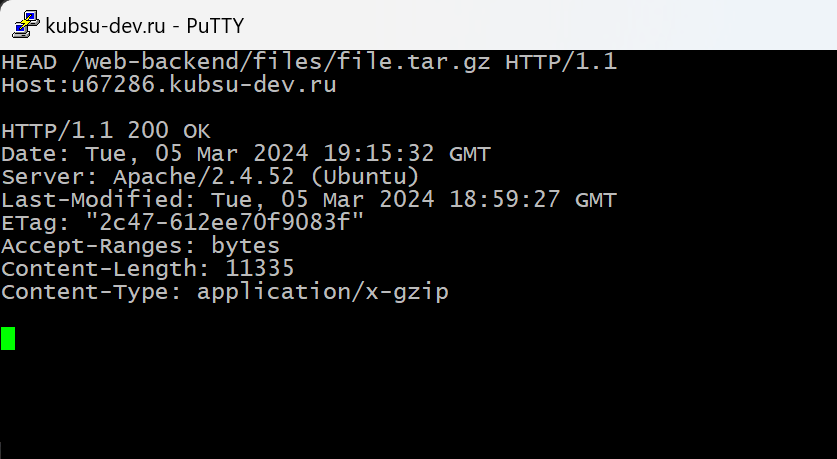 kubsu-dev.ru - PuTTY
HEAD /web-backend/files/file.tar.gz HTTP/1.1
Host:u67286.kubsu-dev.ru
HTTP/1.1 200 OK
Date: Tue, 05 Mar 2024 19:15:32 GMT
Server: Apache/2.4.52 (Ubuntu)
Last-Modified: Tue, 05 Mar 2024 18:59:27 GMT
ETag: "2c47-612ee70f9083f"
Accept-Ranges: bytes
Content-Length: 11335
Content-Type: application/x-gzip